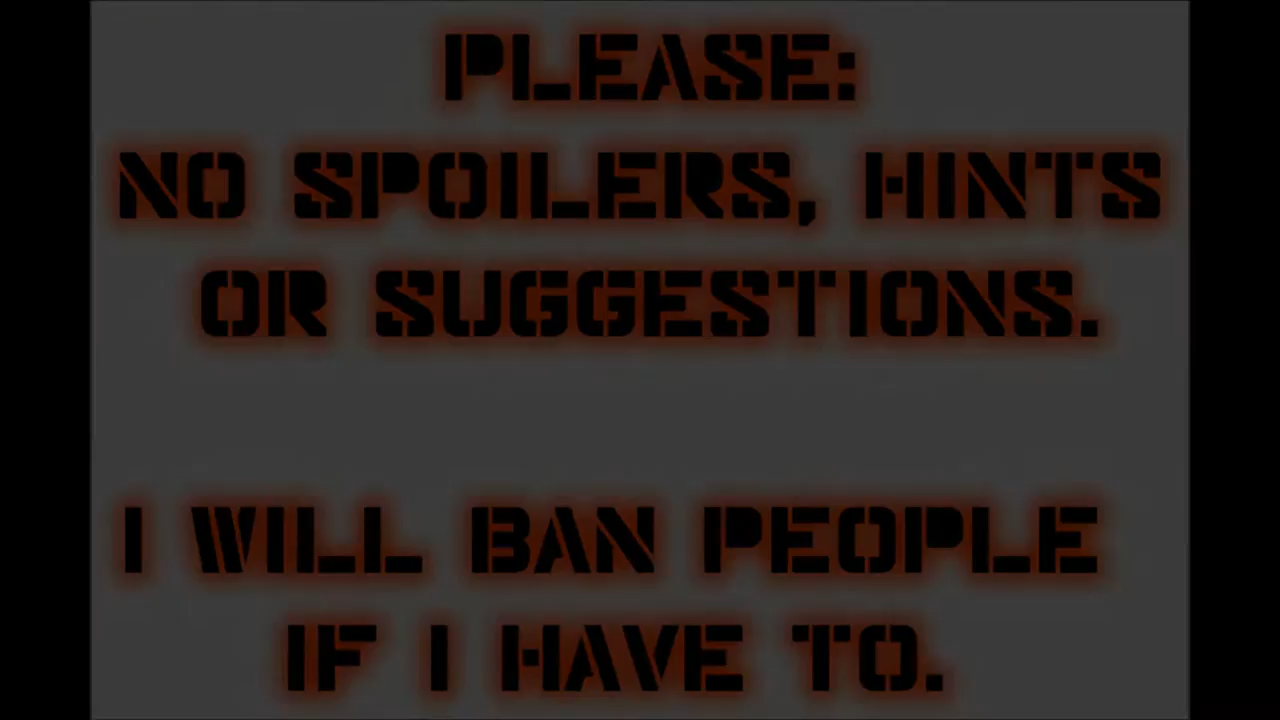 PLEASE:
NO SPOILERS, HINTS
OR SUGGESTIONS.
I WILL BAN PEOPLE
IF I HAVE TO.